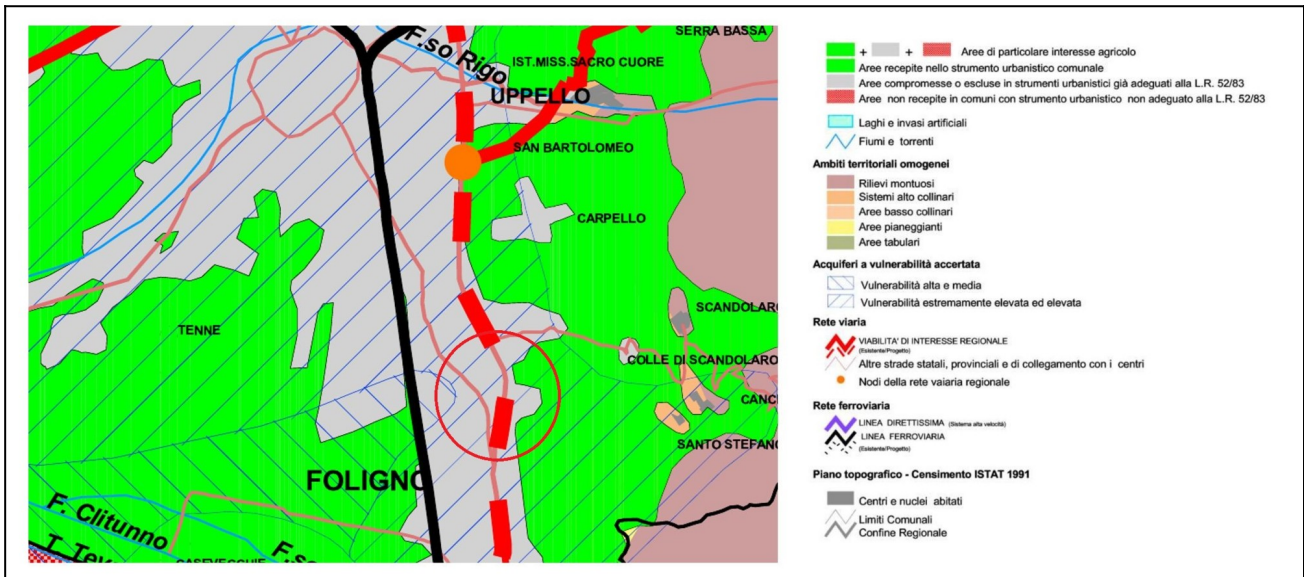 SERRA BASSA
F.so Rigo
IST.MISS.SACRO CUORE
UPPELLO
SAN BARTOLOMEO
CARPELLO
SCANDOLARO
TENNE
COLLE DI SCANDOLARO
CANC
SANTO STEFANO
FOLIGNO
F. Clitunno
F.so
T. Tev
CASEVECCHIE
+ + Aree di particolare interesse agricolo
Aree recepite nello strumento urbanistico comunale
Aree compromesse o escluse in strumenti urbanistici già adeguati alla L.R. 52/83
Aree non recepite in comuni con strumento urbanistico non adeguato alla L.R. 52/83
Laghi e invasi artificiali
Fiumi e torrenti
Ambiti territoriali omogenei
Rilievi montuosi
Sistemi alto collinari
Aree basso collinari
Aree pianeggianti
Aree tabulari
Acquiferi a vulnerabilità accertata
Vulnerabilità alta e media
Vulnerabilità estremamente elevata ed elevata
Rete viaria
VIABILITA' DI INTERESSE REGIONALE
(Esistente/Progetto)
Altre strade statali, provinciali e di collegamento con i centri
Nodi della rete vaiaria regionale
Rete ferroviaria
LINEA DIRETTISSIMA (Sistema alta velocità)
LINEA FERROVIARIA
(Esistente/Progetto)
Piano topografico - Censimento ISTAT 1991
Centri e nuclei abitati
Limiti Comunali
Confine Regionale